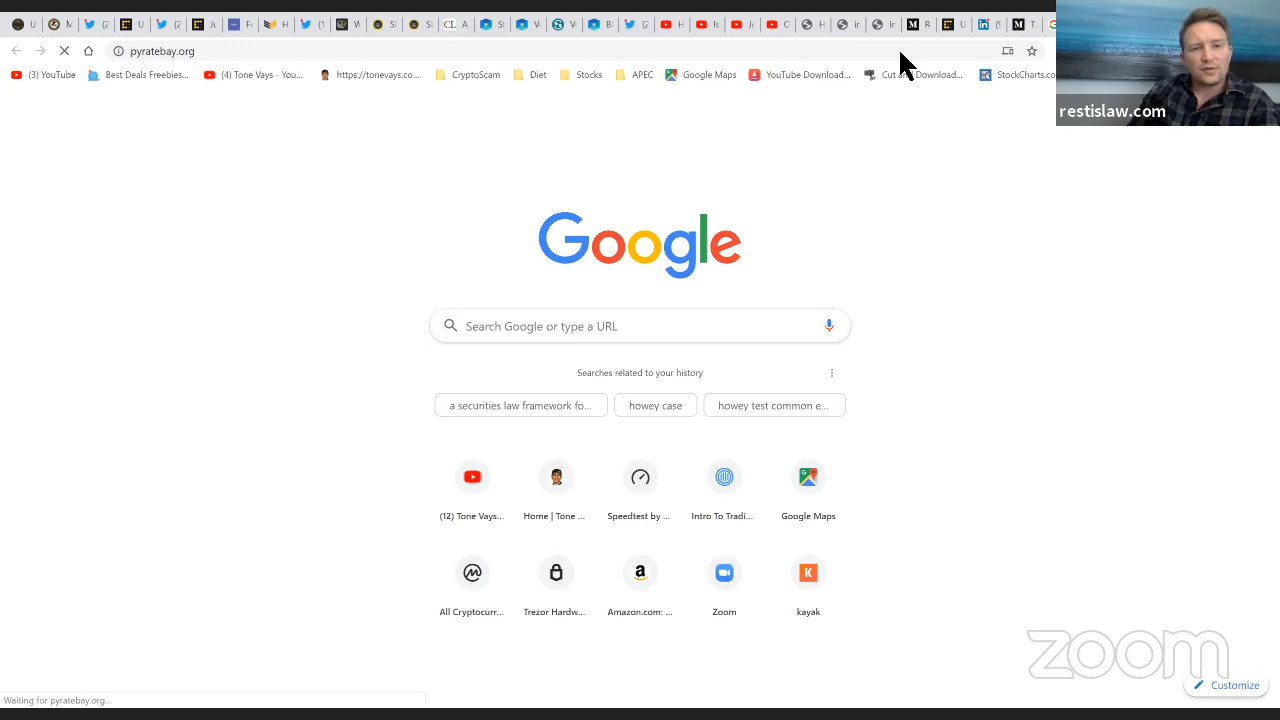 pyratebay.org
(3) YouTube
Best Deals Freebies...
(4) Tone Vays - You...
https://tonevays.co...
CryptoScam
Diet
Stocks
APEC
Google Maps
YouTube Download...
Download...
StockCharts.co
restislaw.com
Google
Search Google or type a URL
Searches related to your history
a securities law framework fo...
howey case
howey test common e...
(12) Tone Vays...
Home | Tone ...
Speedtest by ...
Intro To Tradi...
Google Maps
All Cryptocurr...
Trezor Hardw...
Amazon.com: ...
Zoom
kayak
zoom
Customize
Waiting for pyratebay.org...